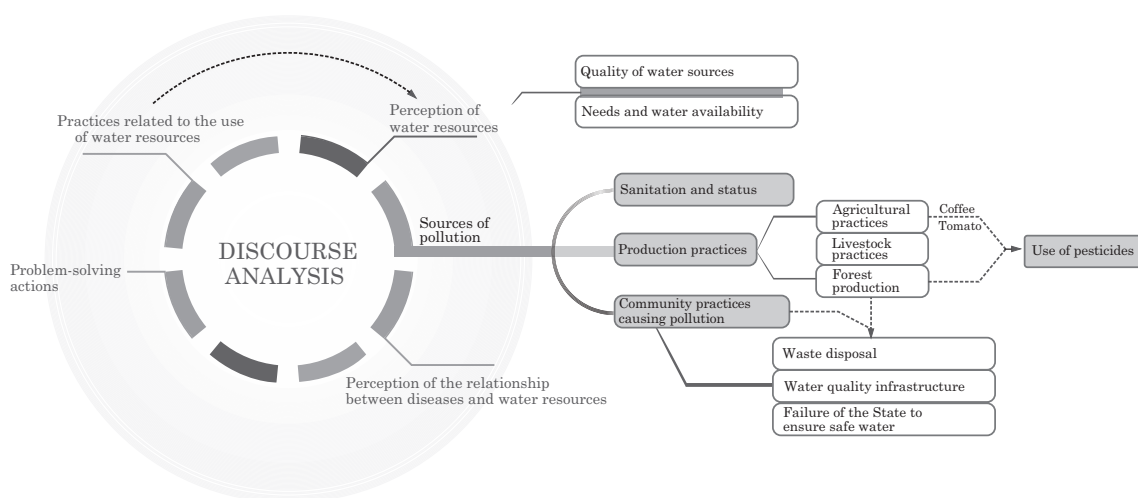 Practices related to the use
of water resources
Perception of
water resources
Quality of water sources
Needs and water availability
Sources of
pollution
DISCOURSE
ANALYSIS
Problem-solving
actions
Perception of the relationship
between diseases and water resources
Sanitation and status
Production practices
Community practices
causing pollution
Agricultural
practices
Livestock
practices
Forest
production
Coffee
Tomato
Use of pesticides
Waste disposal
Water quality infrastructure
Failure of the State to
ensure safe water